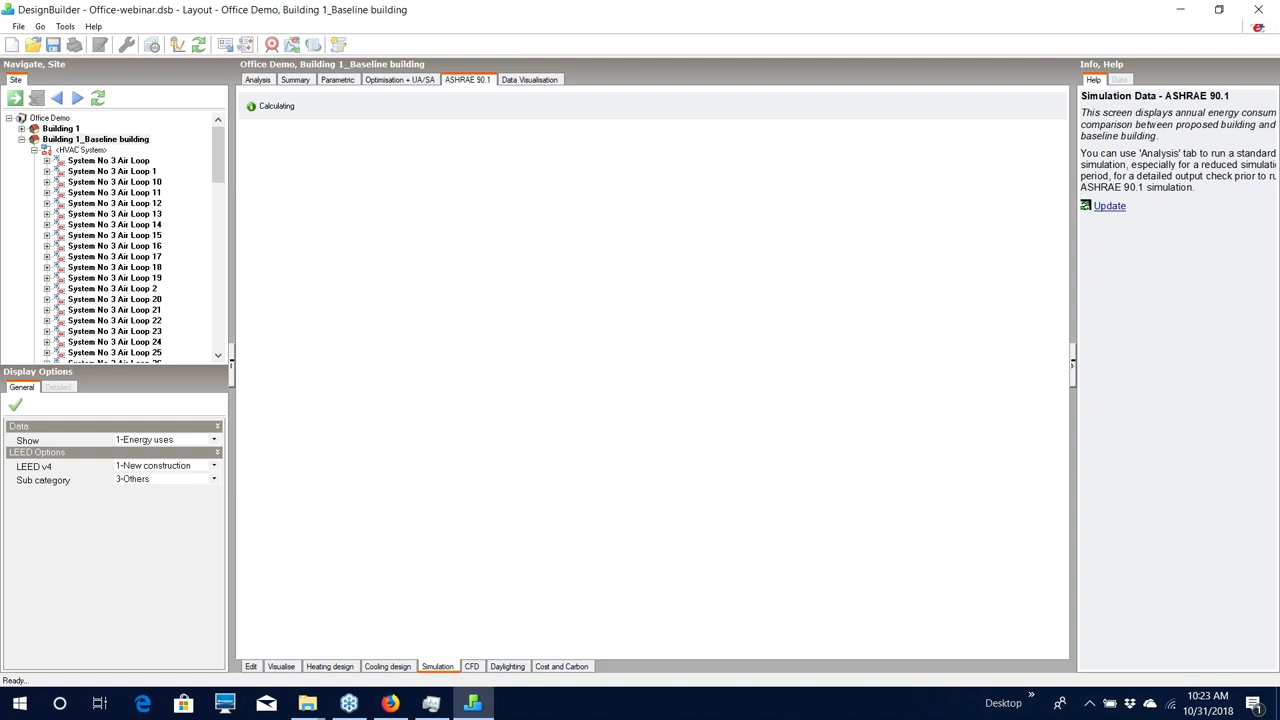 DesignBuilder - Office-webinar.dsb - Layout - Office Demo, Building 1_Baseline building
File Go Tools Help
Navigate, Site
Site
Office Demo
Building 1
Building 1_Baseline building
<HVAC System>
System No 3 Air Loop
System No 3 Air Loop 1
System No 3 Air Loop 10
System No 3 Air Loop 11
System No 3 Air Loop 12
System No 3 Air Loop 13
System No 3 Air Loop 14
System No 3 Air Loop 15
System No 3 Air Loop 16
System No 3 Air Loop 17
System No 3 Air Loop 18
System No 3 Air Loop 19
System No 3 Air Loop 2
System No 3 Air Loop 20
System No 3 Air Loop 21
System No 3 Air Loop 22
System No 3 Air Loop 23
System No 3 Air Loop 24
System No 3 Air Loop 25
Display Options
General Detailed
Data
Show 1-Energy uses
LEED Options
LEED v4 1-New construction
Sub category 3-Others
Office Demo, Building 1_Baseline building
Analysis Summary Parametric Optimisation + UA/SA ASHRAE 90.1 Data Visualisation
Calculating
Edit Visualise Heating design Cooling design Simulation CFD Daylighting Cost and Carbon
Info, Help
Help Data
Simulation Data - ASHRAE 90.1
This screen displays annual energy consum
comparison between proposed building and
baseline building.
You can use 'Analysis' tab to run a standard
simulation, especially for a reduced simulati
period, for a detailed output check prior to ru
ASHRAE 90.1 simulation.
Update
Ready...
Desktop
10:23 AM
10/31/2018
1